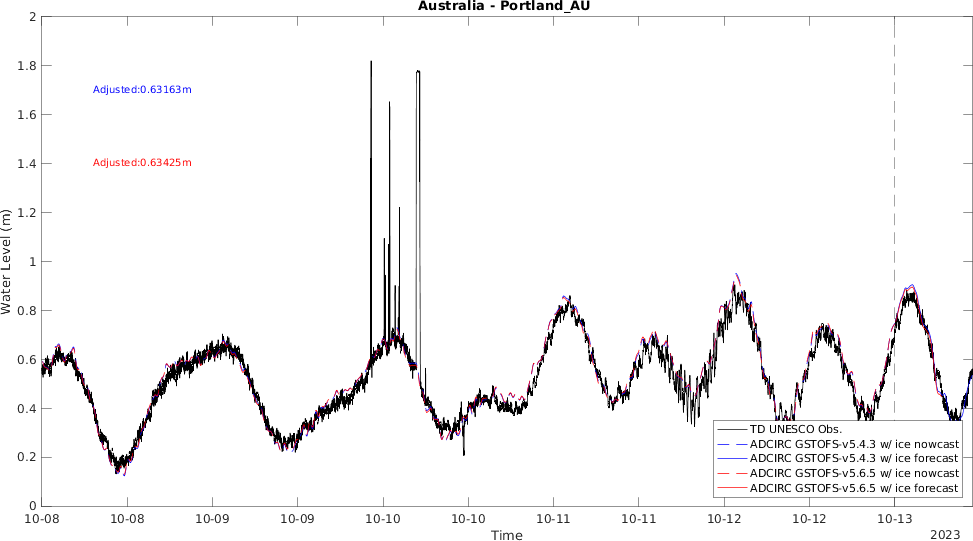 Australia - Portland_AU
2
1.8
1.6
1.4
1.2
1
0.8
0.6
0.4
0.2
0
Water Level (m)
Adjusted:0.63163m
Adjusted:0.63425m
TD UNESCO Obs.
ADCIRC GSTOFS-v5.4.3 w/ ice nowcast
ADCIRC GSTOFS-v5.4.3 w/ ice forecast
ADCIRC GSTOFS-v5.6.5 w/ ice nowcast
ADCIRC GSTOFS-v5.6.5 w/ ice forecast
10-08 10-08 10-09 10-09 10-10 10-10 10-11 10-11 10-12 10-12 10-13
Time
2023